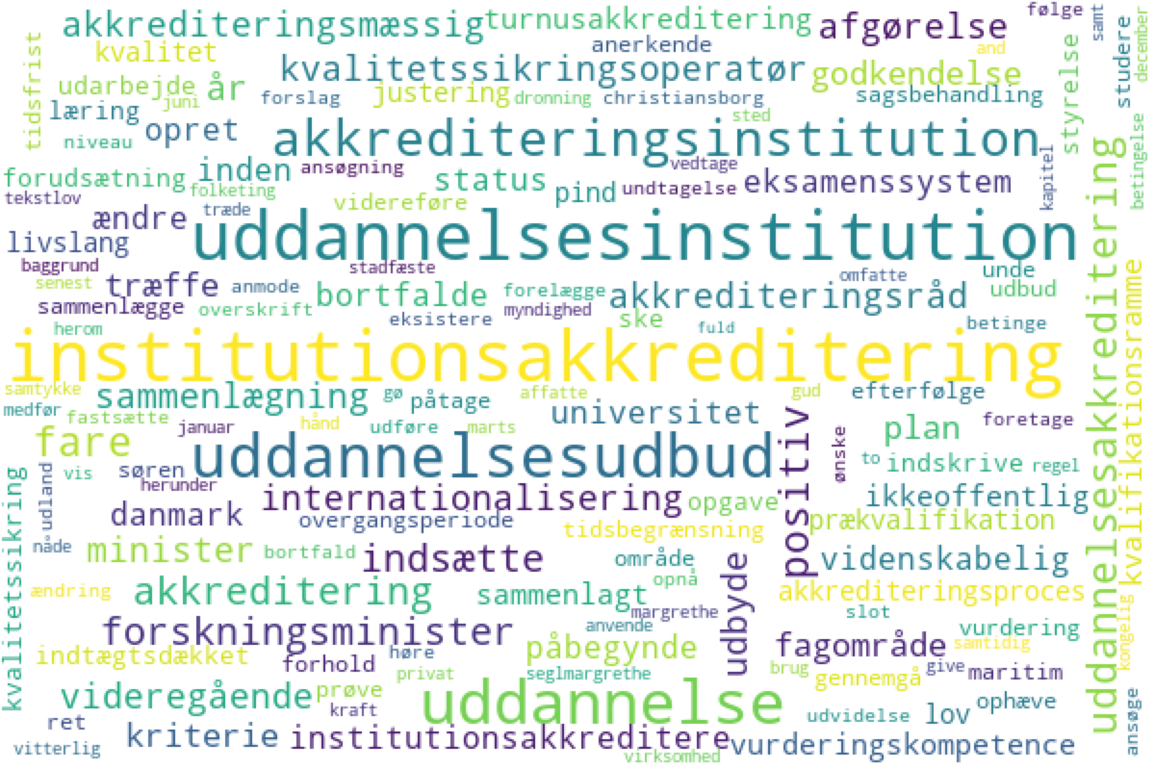 akkrediteringsmæssig turnusakkreditering afgørelse følge samt december
tidsfrist kvalitet anerkende and studere
udarbejde år kvalitetssikringsoperatør godkendelse styrelse
læring juni forslag justering dronning christiansborg sagsbehandling
niveau opret akkrediteringsinstitution sted betingelse
forudsætning inden ansøgning status pind undtagelse vedtage eksamenssystem kapitel
tekstlov folketing videreføre
ændre træde uddannelsesinstitution uddannelsesakkreditering
livslang
baggrund stadfæste omfatte unde kvalifikationsramme
senest træffe anmode bortfalde forelægge akkrediteringsråd udbud
sammenlægge overskrift eksistere myndighed ske fuld betinge
herom
institutionsakkreditering
samtykke sammenlægning gø påtage affatte gud efterfølge
medfør fastsætte januar hånd udføre marts universitet positiv ønske plan foretage
fare
kvalitetssikring udland vis søren uddannelsesudbud to indskrive regel
herunder internationalisering opgave ikkeoffentlig
danmark overgangsperiode tidsbegrænsning prækvalifikation
nåde minister bortfald indsætte område udbyde videnskabelig
ændring akkreditering sammenlagt opnå akkrediteringsproces
margrethe slot kongelig
forskningsminister anvende vurdering
indtægtsdækket forhold høre påbegynde fagområde samtidig
privat seglmargrethe brug gennemgå give maritim
videregående prøve uddannelse ansøge
ret kraft udvidelse lov ophæve
vitterlig kriterie institutionsakkreditere vurderingskompetence
virksomhed